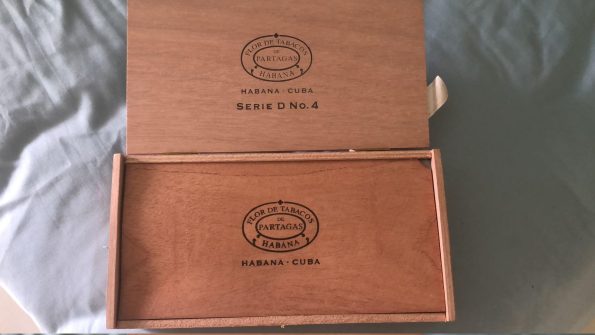 FLOR DE TABACOS
DE
PARTAGAS
HABANA
HABANA · CUBA
SERIE D No. 4
FLOR DE TABACOS
DE
PARTAGAS
HABANA
HABANA · CUBA